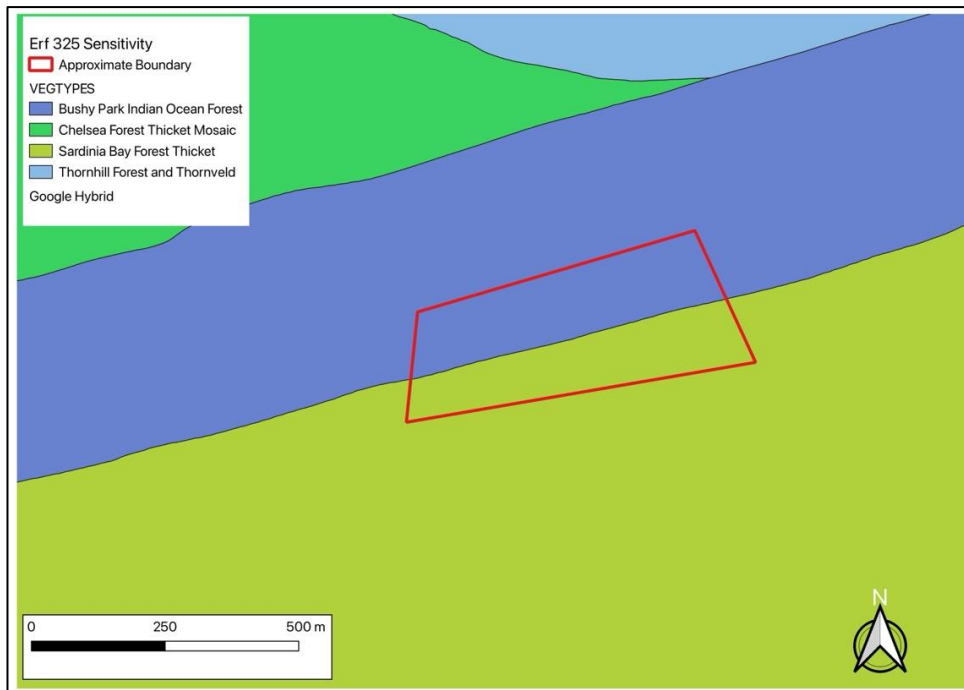 Erf 325 Sensitivity
Approximate Boundary
VEGTYPES
Bushy Park Indian Ocean Forest
Chelsea Forest Thicket Mosaic
Sardinia Bay Forest Thicket
Thornhill Forest and Thornveld
Google Hybrid
N
0 250 500 m